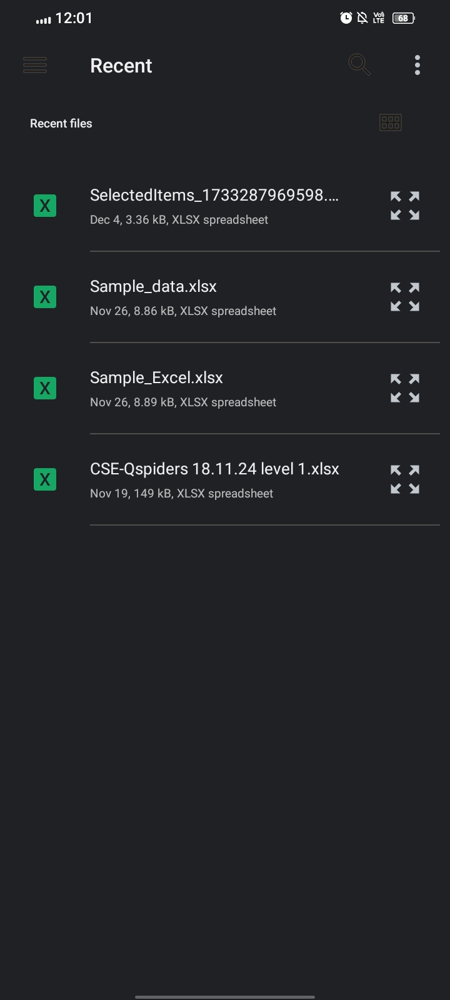 12:01
Vo)) LTE
68
Recent
Recent files
X
SelectedItems_1733287969598....
Dec 4, 3.36 kB, XLSX spreadsheet
X
Sample_data.xlsx
Nov 26, 8.86 kB, XLSX spreadsheet
X
Sample_Excel.xlsx
Nov 26, 8.89 kB, XLSX spreadsheet
X
CSE-Qspiders 18.11.24 level 1.xlsx
Nov 19, 149 kB, XLSX spreadsheet